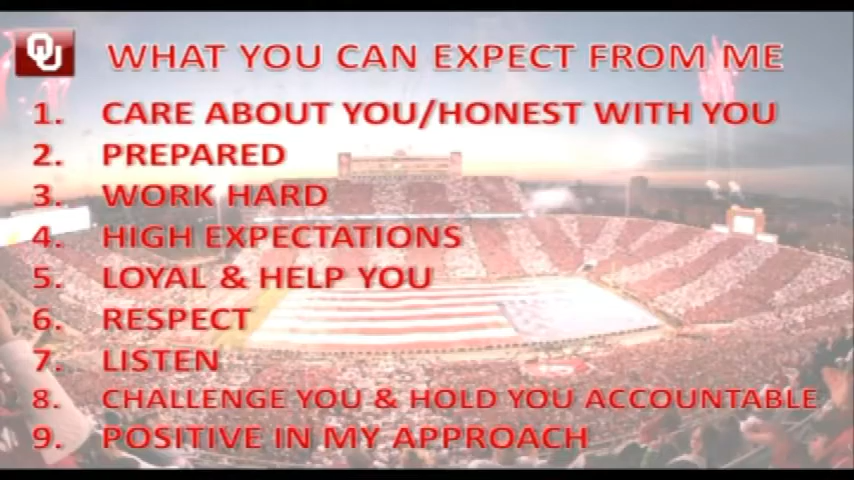 OU
WHAT YOU CAN EXPECT FROM ME
1. CARE ABOUT YOU/HONEST WITH YOU
2. PREPARED
3. WORK HARD
4. HIGH EXPECTATIONS
5. LOYAL & HELP YOU
6. RESPECT
7. LISTEN
8. CHALLENGE YOU & HOLD YOU ACCOUNTABLE
9. POSITIVE IN MY APPROACH